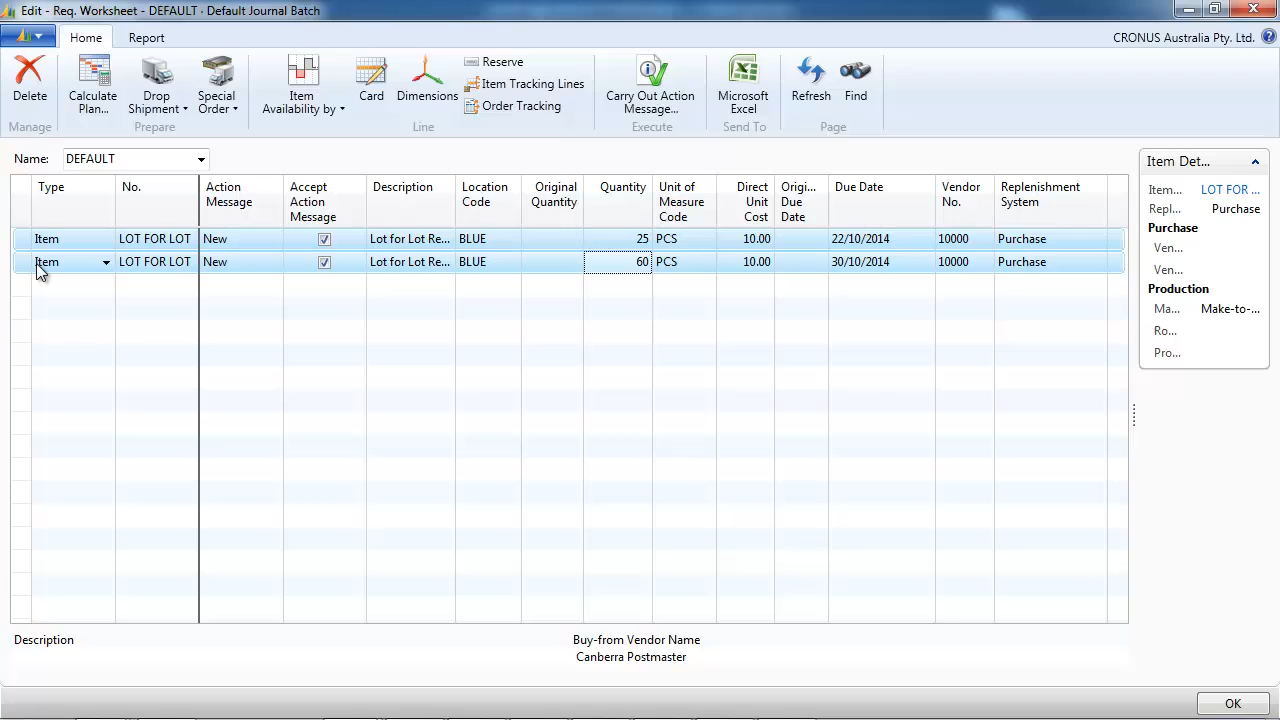 Edit - Req. Worksheet - DEFAULT · Default Journal Batch
Home
Report
CRONUS Australia Pty. Ltd.
Delete
Calculate Plan...
Drop Shipment
Special Order
Item Availability by
Card
Dimensions
Reserve
Item Tracking Lines
Order Tracking
Carry Out Action Message...
Microsoft Excel
Refresh
Find
Manage
Prepare
Line
Execute
Send To
Page
Name: DEFAULT
Type No. Action Message Accept Action Message Description Location Code Original Quantity Quantity Unit of Measure Code Direct Unit Cost Origi... Due Date Due Date Vendor No. Replenishment System
Item LOT FOR LOT New Lot for Lot Re... BLUE 25 PCS 10.00 22/10/2014 10000 Purchase
Item LOT FOR LOT New Lot for Lot Re... BLUE 60 PCS 10.00 30/10/2014 10000 Purchase
Item Det...
Item... LOT FOR ...
Repl... Purchase
Purchase
Ven...
Ven...
Production
Ma... Make-to-...
Ro...
Pro...
Description
Buy-from Vendor Name
Canberra Postmaster
OK